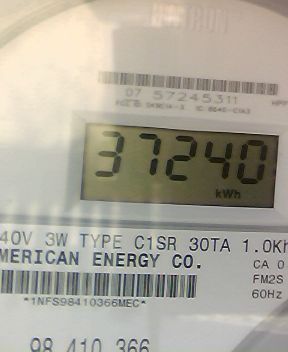 07 57245311
37240
kWh
40V 3W TYPE C1SR 30TA 1.0Kh
MERICAN ENERGY CO.
CA 0
FM2S
60Hz
*1NFS98410366MEC*
98 410 366